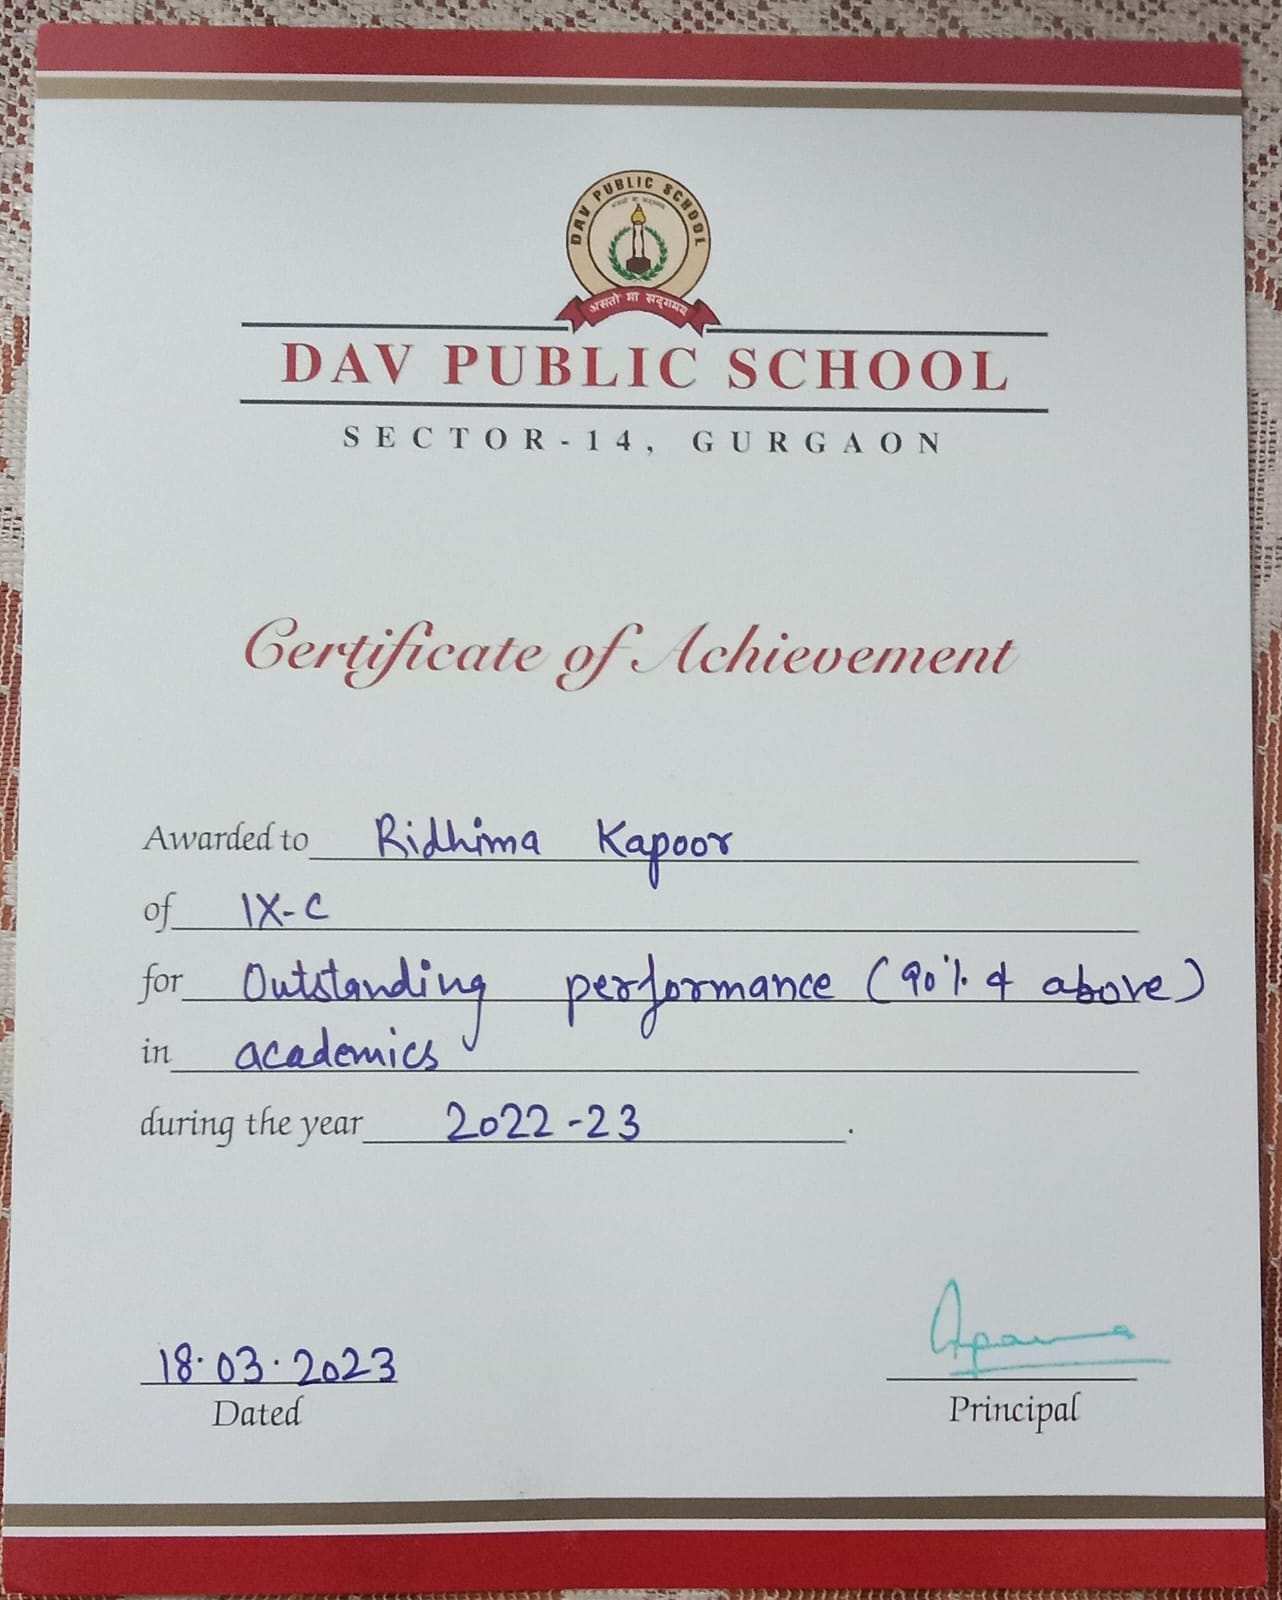 DAV PUBLIC SCHOOL
असतो मा सद्गमय
DAV PUBLIC SCHOOL
SECTOR-14, GURGAON
Certificate of Achievement
Awarded to Ridhima Kapoor
of IX-C
for Outstanding performance (90% & above)
in academics
during the year 2022-23.
18.03.2023
Dated
Principal